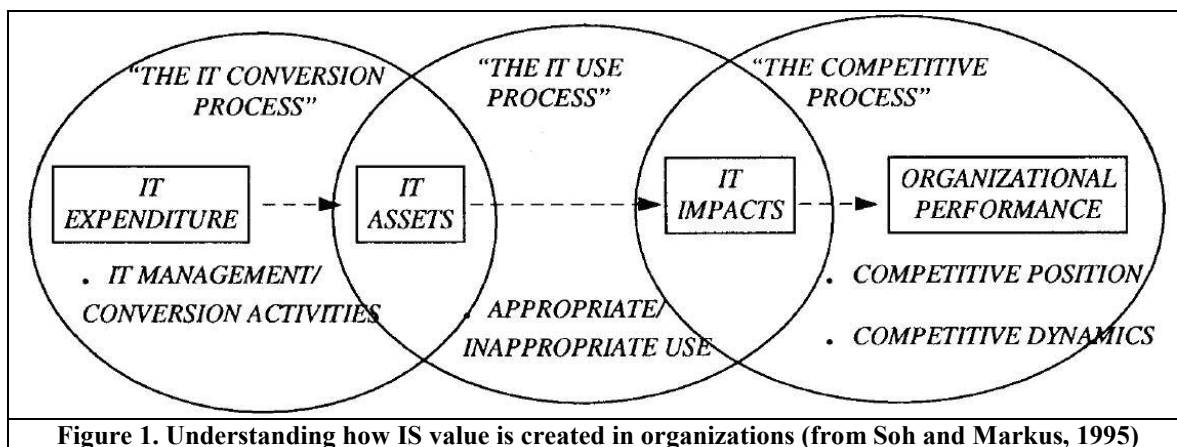 “THE IT CONVERSION
PROCESS”
“THE IT USE
PROCESS”
“THE COMPETITIVE
PROCESS”
IT
EXPENDITURE
IT
ASSETS
IT
IMPACTS
ORGANIZATIONAL
PERFORMANCE
. IT MANAGEMENT/
CONVERSION ACTIVITIES
. APPROPRIATE/
INAPPROPRIATE USE
. COMPETITIVE POSITION
. COMPETITIVE DYNAMICS
Figure 1. Understanding how IS value is created in organizations (from Soh and Markus, 1995)